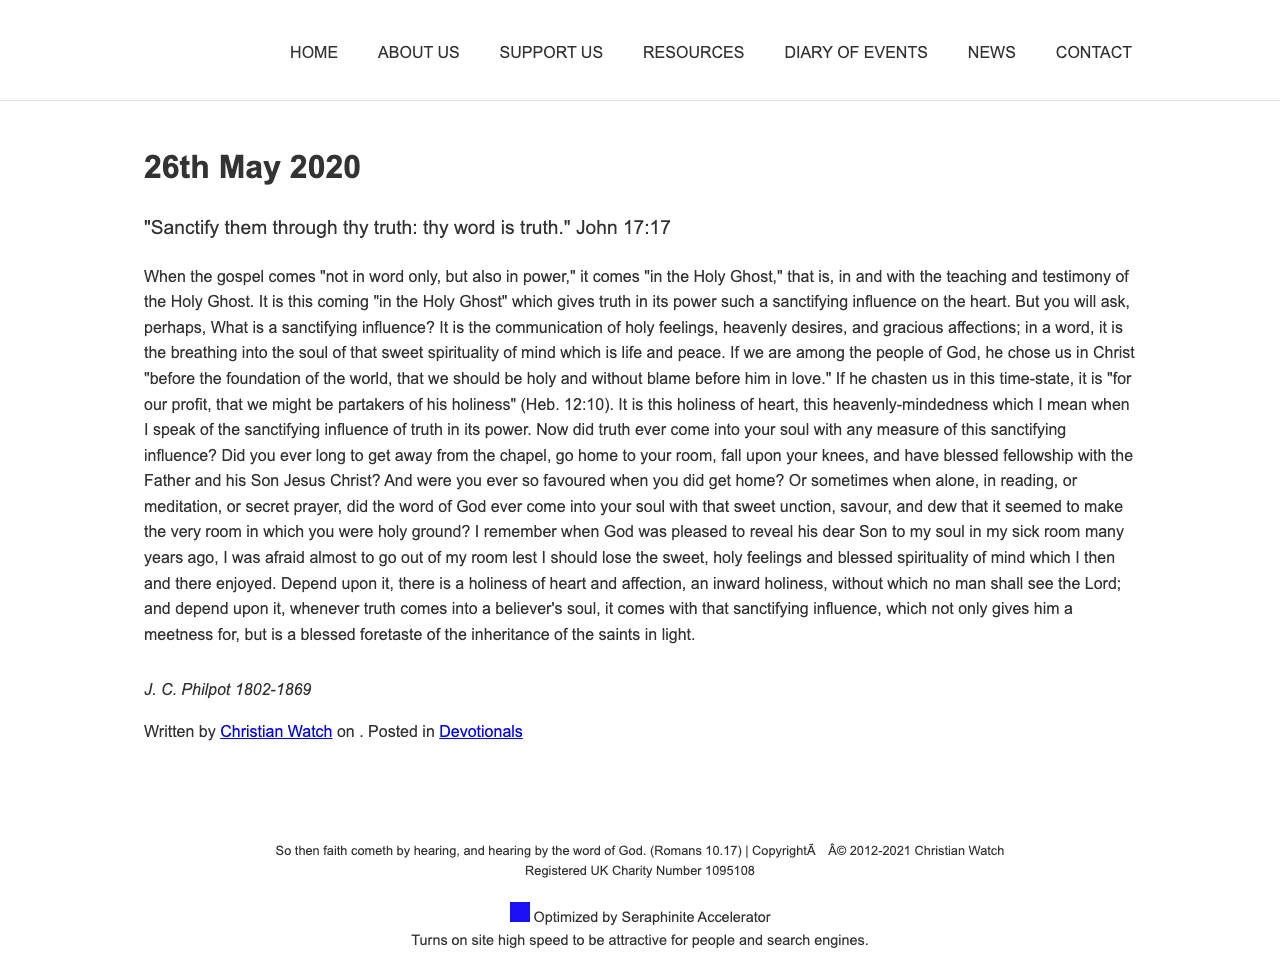 HOME ABOUT US SUPPORT US RESOURCES DIARY OF EVENTS NEWS CONTACT
26th May 2020
"Sanctify them through thy truth: thy word is truth." John 17:17
When the gospel comes "not in word only, but also in power," it comes "in the Holy Ghost," that is, in and with the teaching and testimony of
the Holy Ghost. It is this coming "in the Holy Ghost" which gives truth in its power such a sanctifying influence on the heart. But you will ask,
perhaps, What is a sanctifying influence? It is the communication of holy feelings, heavenly desires, and gracious affections; in a word, it is
the breathing into the soul of that sweet spirituality of mind which is life and peace. If we are among the people of God, he chose us in Christ
"before the foundation of the world, that we should be holy and without blame before him in love." If he chasten us in this time-state, it is "for
our profit, that we might be partakers of his holiness" (Heb. 12:10). It is this holiness of heart, this heavenly-mindedness which I mean when
I speak of the sanctifying influence of truth in its power. Now did truth ever come into your soul with any measure of this sanctifying
influence? Did you ever long to get away from the chapel, go home to your room, fall upon your knees, and have blessed fellowship with the
Father and his Son Jesus Christ? And were you ever so favoured when you did get home? Or sometimes when alone, in reading, or
meditation, or secret prayer, did the word of God ever come into your soul with that sweet unction, savour, and dew that it seemed to make
the very room in which you were holy ground? I remember when God was pleased to reveal his dear Son to my soul in my sick room many
years ago, I was afraid almost to go out of my room lest I should lose the sweet, holy feelings and blessed spirituality of mind which I then
and there enjoyed. Depend upon it, there is a holiness of heart and affection, an inward holiness, without which no man shall see the Lord;
and depend upon it, whenever truth comes into a believer's soul, it comes with that sanctifying influence, which not only gives him a
meetness for, but is a blessed foretaste of the inheritance of the saints in light.
J. C. Philpot 1802-1869
Written by Christian Watch on . Posted in Devotionals
So then faith cometh by hearing, and hearing by the word of God. (Romans 10.17) | CopyrightÃ Â© 2012-2021 Christian Watch
Registered UK Charity Number 1095108
Optimized by Seraphinite Accelerator
Turns on site high speed to be attractive for people and search engines.